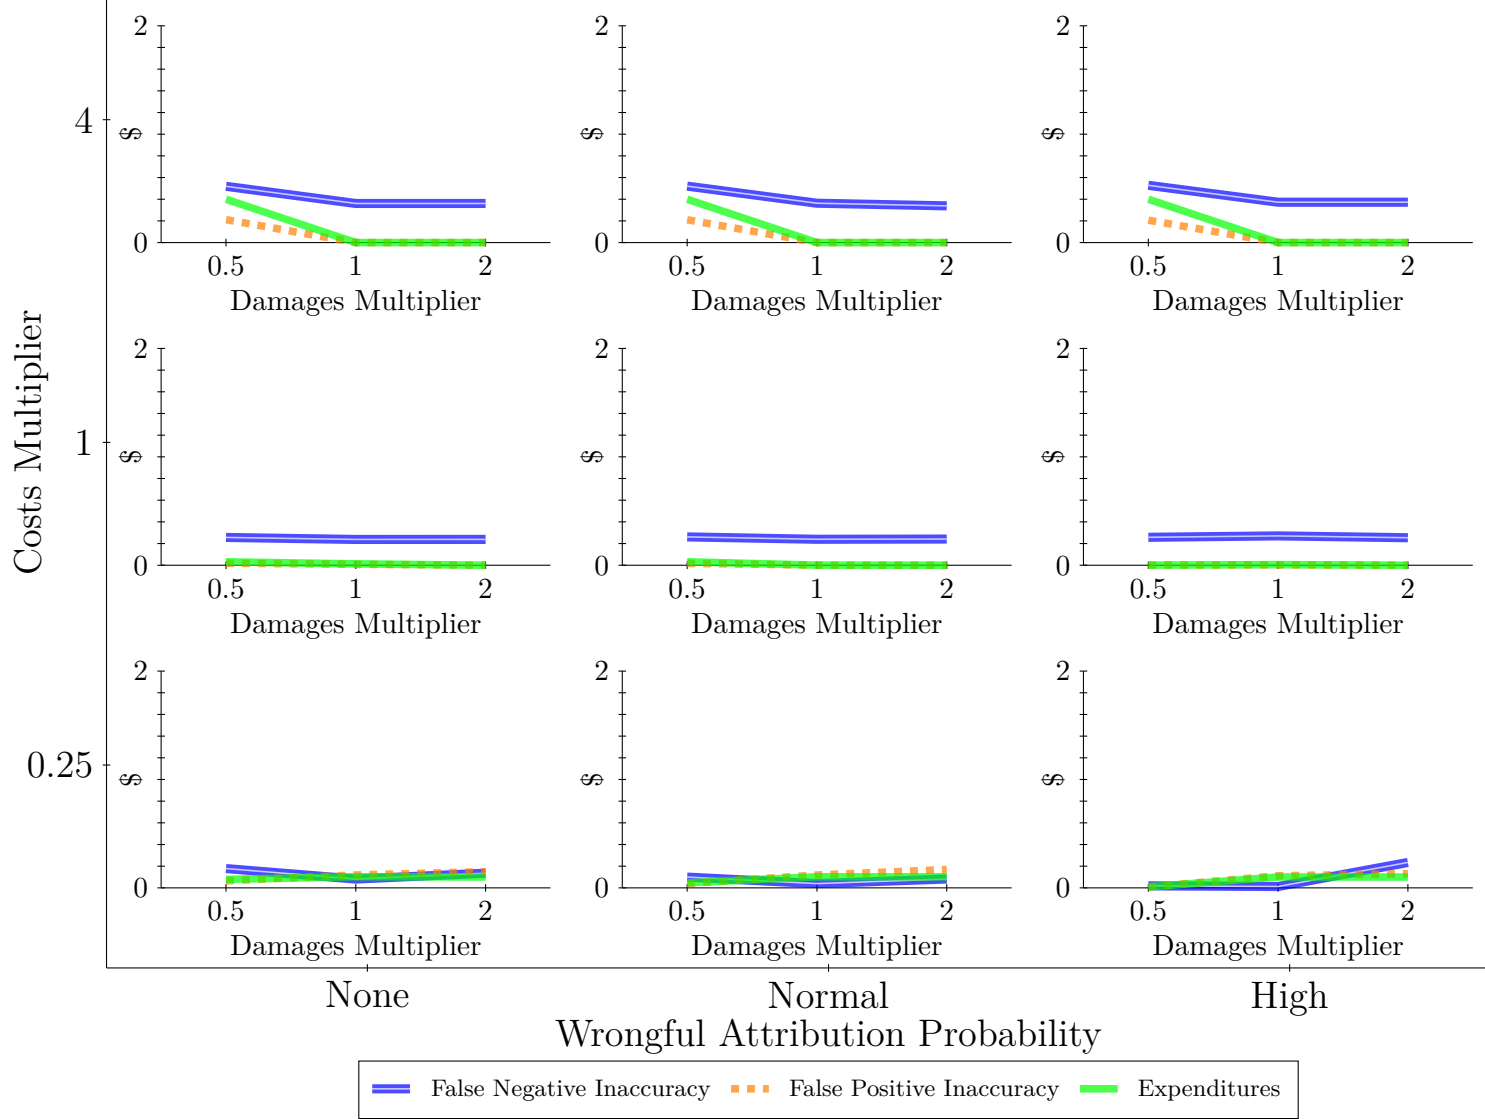 2
2
2
4
$
$
$
0
0
0
0.5 1 2
0.5 1 2
0.5 1 2
Damages Multiplier
Damages Multiplier
Damages Multiplier
Costs Multiplier
2
2
2
1
$
$
$
0
0
0
0.5 1 2
0.5 1 2
0.5 1 2
Damages Multiplier
Damages Multiplier
Damages Multiplier
2
2
2
0.25
$
$
$
0
0
0
0.5 1 2
0.5 1 2
0.5 1 2
Damages Multiplier
Damages Multiplier
Damages Multiplier
None
Normal
High
Wrongful Attribution Probability
False Negative Inaccuracy
False Positive Inaccuracy
Expenditures